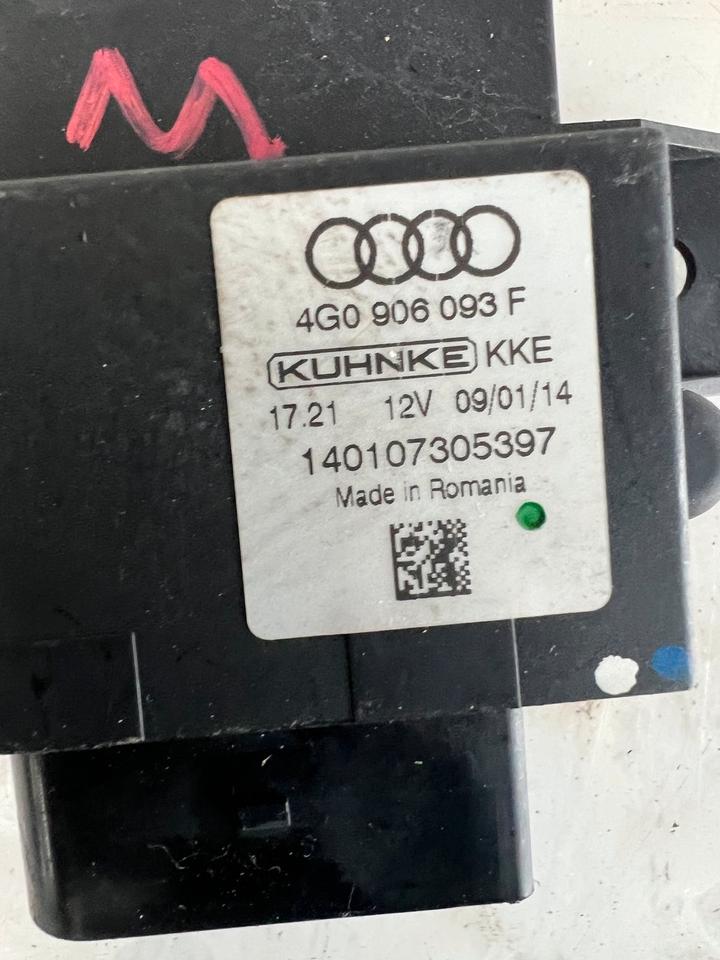 M
4G0 906 093 F
KUHNKE KKE
17.21 12V 09/01/14
140107305397
Made in Romania